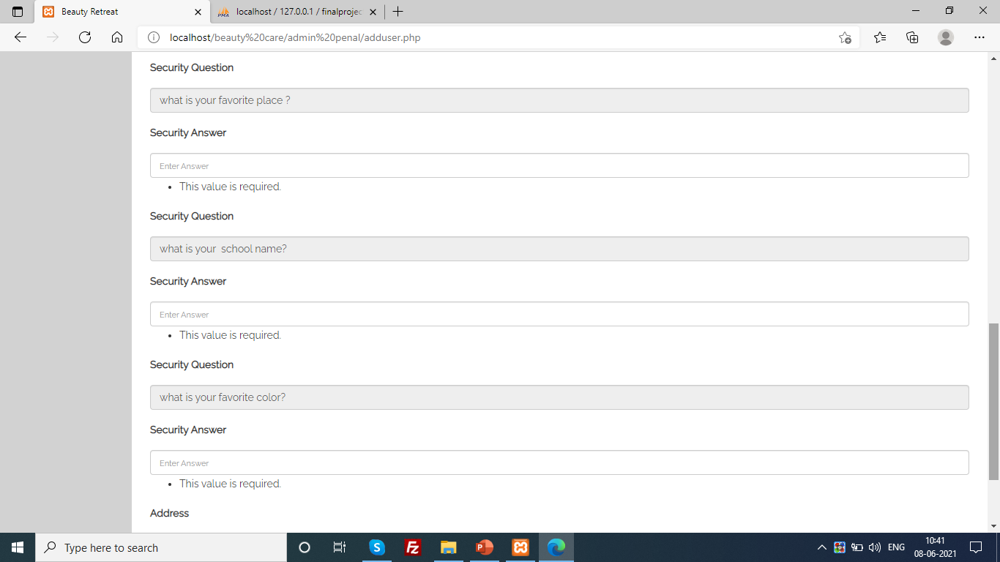 Beauty Retreat
localhost / 127.0.0.1 / finalprojec
localhost/beauty%20care/admin%20penal/adduser.php
Security Question
what is your favorite place ?
Security Answer
Enter Answer
• This value is required.
Security Question
what is your  school name?
Security Answer
Enter Answer
• This value is required.
Security Question
what is your favorite color?
Security Answer
Enter Answer
• This value is required.
Address
Type here to search
ENG
10:41
08-06-2021